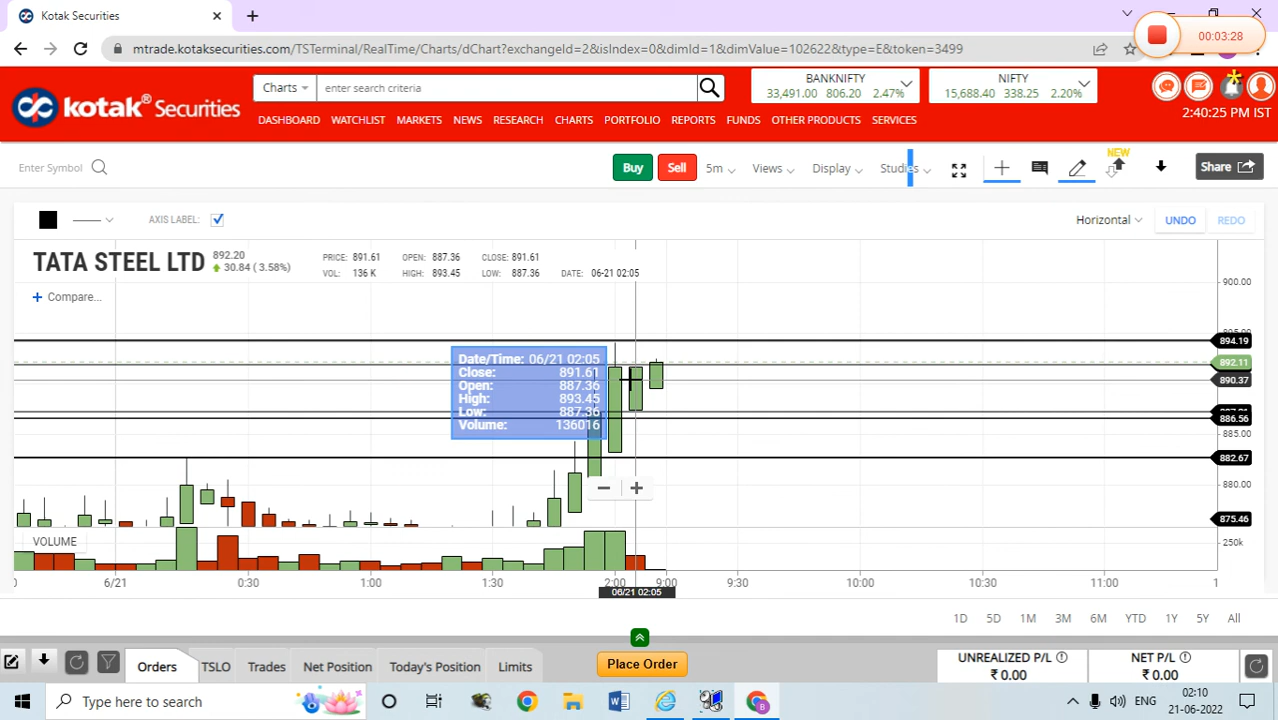 Kotak Securities
00:03:28
mtrade.kotaksecurities.com/TSTerminal/RealTime/Charts/dChart?exchangeId=2&isIndex=0&dimId=1&dimValue=102622&type=E&token=3499
kotak® Securities
Charts
enter search criteria
BANKNIFTY
33,491.00 806.20 2.47%
NIFTY
15,688.40 338.25 2.20%
2:40:25 PM IST
DASHBOARD WATCHLIST MARKETS NEWS RESEARCH CHARTS PORTFOLIO REPORTS FUNDS OTHER PRODUCTS SERVICES
NEW
Enter Symbol
Buy Sell 5m Views Display Studies
Share
AXIS LABEL:
Horizontal
UNDO
REDO
TATA STEEL LTD
892.20
30.84 (3.58%)
PRICE: 891.61 OPEN: 887.36 CLOSE: 891.61
VOL: 136 K HIGH: 893.45 LOW: 887.36 DATE: 06-21 02:05
+ Compare...
900.00
894.19
892.11
890.37
886.56
885.00
882.67
880.00
875.46
250k
Date/Time: 06/21 02:05
Close: 891.61
Open: 887.36
High: 893.45
Low: 887.36
Volume: 136016
VOLUME
6/21 0:30 1:00 1:30 2:00 9:00 9:30 10:00 10:30 11:00 1
06/21 02:05
1D 5D 1M 3M 6M YTD 1Y 5Y All
Orders TSLO Trades Net Position Today's Position Limits
Place Order
UNREALIZED P/L
₹ 0.00
NET P/L
₹ 0.00
Type here to search
ENG
02:10
21-06-2022